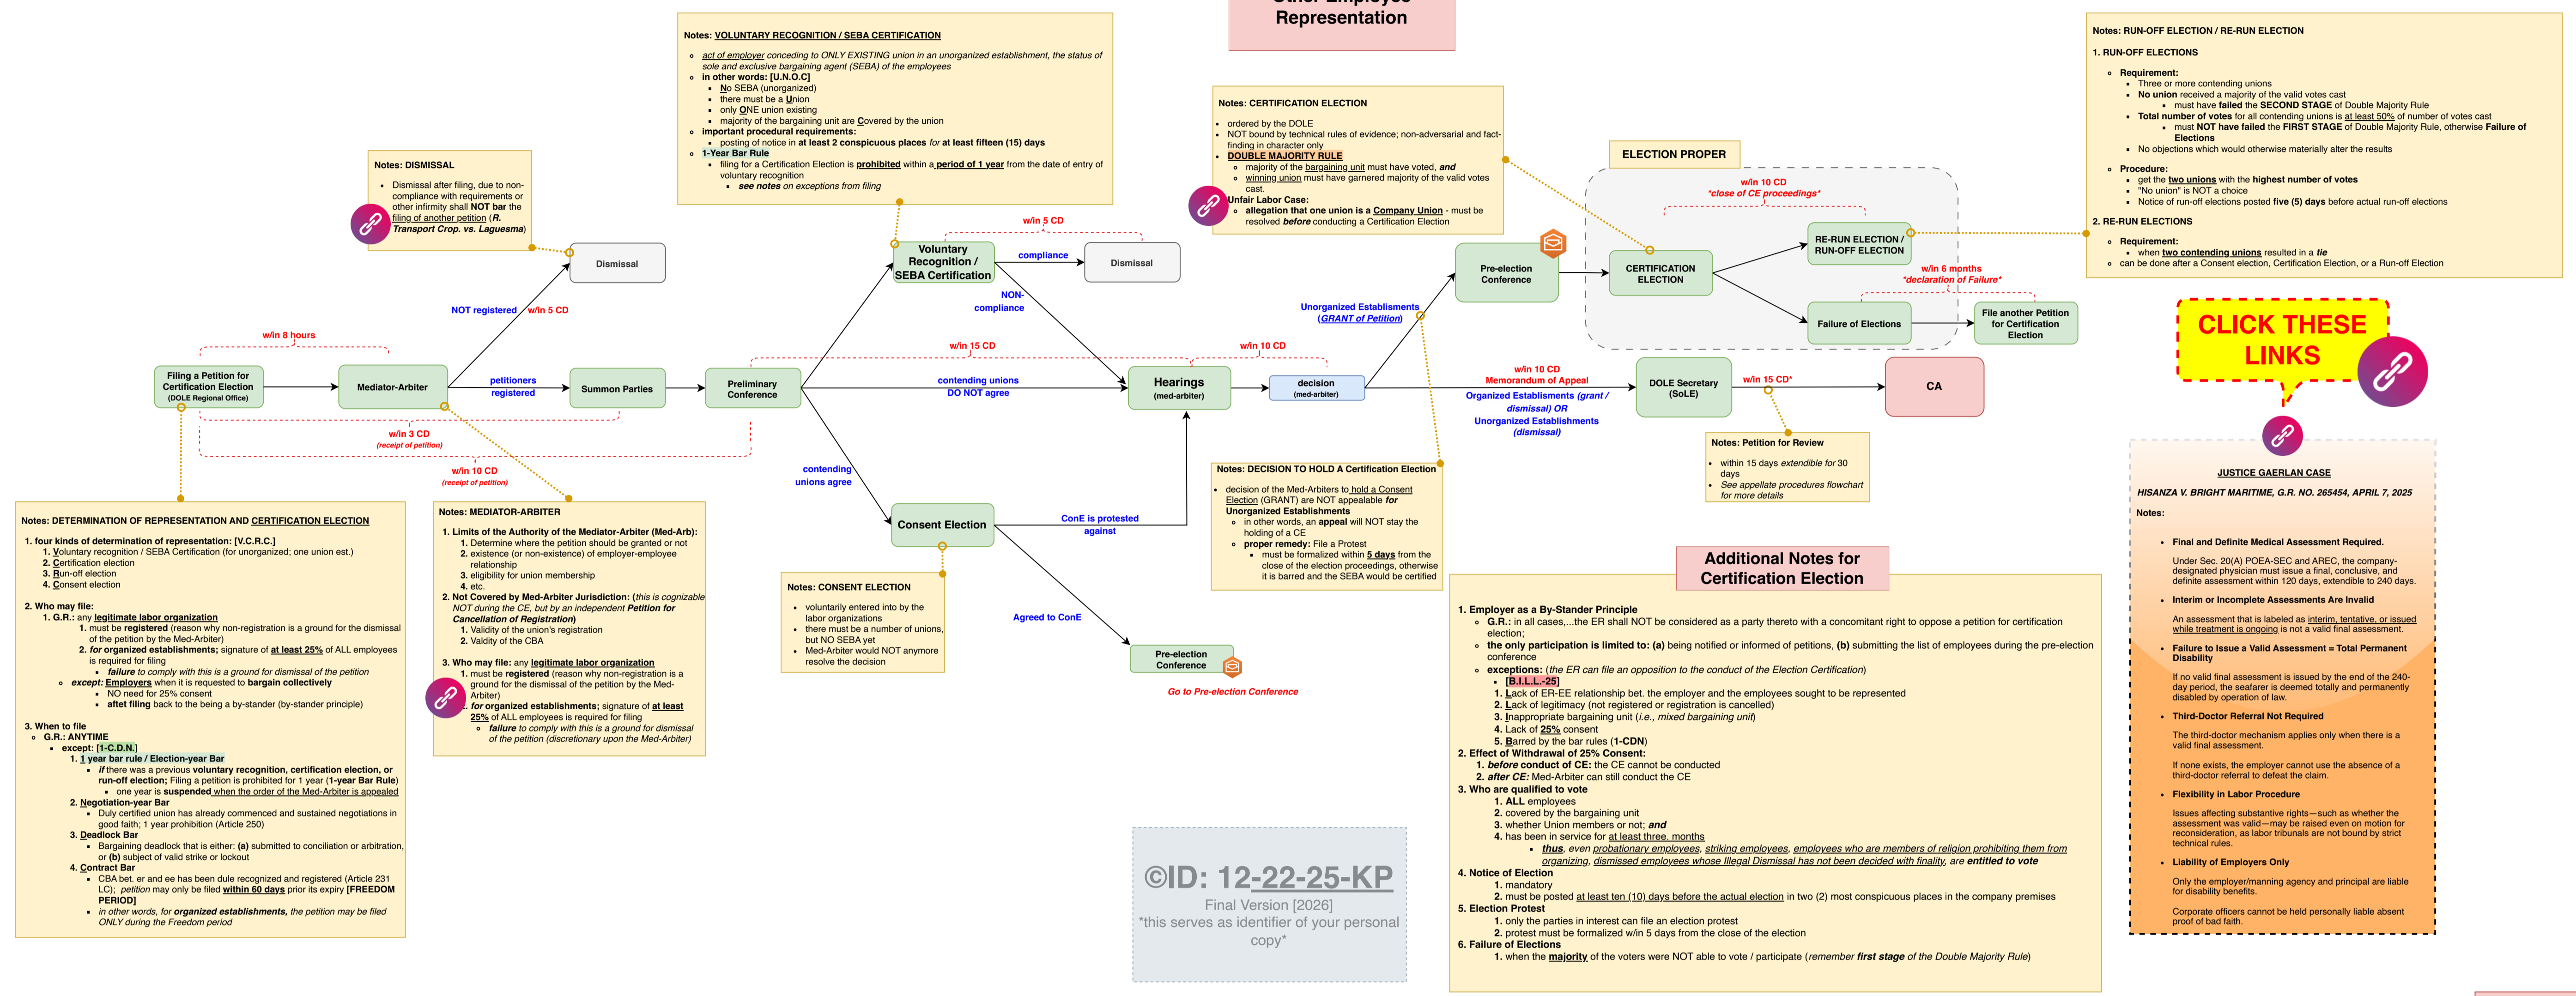 Other Employee
Representation
Notes: VOLUNTARY RECOGNITION / SEBA CERTIFICATION
act of employer conceding to ONLY EXISTING union in an unorganized establishment, the status of
sole and exclusive bargaining agent (SEBA) of the employees
in other words: [U.N.O.C]
No SEBA (unorganized)
there must be a Union
only ONE union existing
majority of the bargaining unit are Covered by the union
important procedural requirements:
posting of notice in at least 2 conspicuous places for at least fifteen (15) days
1-Year Bar Rule
filing for a Certification Election is prohibited within a period of 1 year from the date of entry of
voluntary recognition
see notes on exceptions from filing
Notes: DISMISSAL
Dismissal after filing, due to non-
compliance with requirements or
other infirmity shall NOT bar the
filing of another petition (R.
Transport Crop. vs. Laguesma)
Notes: CERTIFICATION ELECTION
ordered by the DOLE
NOT bound by technical rules of evidence; non-adversarial and fact-
finding in character only
DOUBLE MAJORITY RULE
majority of the bargaining unit must have voted, and
winning union must have garnered majority of the valid votes
cast.
Unfair Labor Case:
allegation that one union is a Company Union - must be
resolved before conducting a Certification Election
Notes: RUN-OFF ELECTION / RE-RUN ELECTION
1. RUN-OFF ELECTIONS
Requirement:
Three or more contending unions
No union received a majority of the valid votes cast
must have failed the SECOND STAGE of Double Majority Rule
Total number of votes for all contending unions is at least 50% of number of votes cast
must NOT have failed the FIRST STAGE of Double Majority Rule, otherwise Failure of
Elections
No objections which would otherwise materially alter the results
Procedure:
get the two unions with the highest number of votes
"No union" is NOT a choice
Notice of run-off elections posted five (5) days before actual run-off elections
2. RE-RUN ELECTIONS
Requirement:
when two contending unions resulted in a tie
can be done after a Consent election, Certification Election, or a Run-off Election
ELECTION PROPER
w/in 10 CD
*close of CE proceedings*
CERTIFICATION
ELECTION
RE-RUN ELECTION /
RUN-OFF ELECTION
w/in 6 months
*declaration of Failure*
Failure of Elections
File another Petition
for Certification
Election
Pre-election
Conference
Unorganized Establisments
(GRANT of Petition)
Dismissal
NOT registered
w/in 5 CD
w/in 8 hours
Filing a Petition for
Certification Election
(DOLE Regional Office)
Mediator-Arbiter
petitioners
registered
Summon Parties
Preliminary
Conference
w/in 3 CD
(receipt of petition)
w/in 10 CD
(receipt of petition)
Voluntary
Recognition /
SEBA Certification
w/in 5 CD
compliance
Dismissal
NON-
compliance
w/in 15 CD
contending unions
DO NOT agree
Hearings
(med-arbiter)
w/in 10 CD
decision
(med-arbiter)
w/in 10 CD
Memorandum of Appeal
Organized Establisments (grant /
dismissal) OR
Unorganized Establishments
(dismissal)
DOLE Secretary
(SoLE)
w/in 15 CD*
CA
Notes: Petition for Review
within 15 days extendible for 30
days
See appellate procedures flowchart
for more details
contending
unions agree
Consent Election
ConE is protested
against
Agreed to ConE
Pre-election
Conference
Go to Pre-election Conference
Notes: CONSENT ELECTION
voluntarily entered into by the
labor organizations
there must be a number of unions,
but NO SEBA yet
Med-Arbiter would NOT anymore
resolve the decision
Notes: DECISION TO HOLD A Certification Election
decision of the Med-Arbiters to hold a Consent
Election (GRANT) are NOT appealable for
Unorganized Establishments
in other words, an appeal will NOT stay the
holding of a CE
proper remedy: File a Protest
must be formalized within 5 days from the
close of the election proceedings, otherwise
it is barred and the SEBA would be certified
Notes: DETERMINATION OF REPRESENTATION AND CERTIFICATION ELECTION
1. four kinds of determination of representation: [V.C.R.C.]
1. Voluntary recognition / SEBA Certification (for unorganized; one union est.)
2. Certification election
3. Run-off election
4. Consent election
2. Who may file:
1. G.R.: any legitimate labor organization
1. must be registered (reason why non-registration is a ground for the dismissal
of the petition by the Med-Arbiter)
2. for organized establishments; signature of at least 25% of ALL employees
is required for filing
failure to comply with this is a ground for dismissal of the petition
except: Employers when it is requested to bargain collectively
NO need for 25% consent
aftet filing back to the being a by-stander (by-stander principle)
3. When to file
G.R.: ANYTIME
except: [1-C.D.N.]
1. 1 year bar rule / Election-year Bar
if there was a previous voluntary recognition, certification election, or
run-off election; Filing a petition is prohibited for 1 year (1-year Bar Rule)
one year is suspended when the order of the Med-Arbiter is appealed
2. Negotiation-year Bar
Duly certified union has already commenced and sustained negotiations in
good faith; 1 year prohibition (Article 250)
3. Deadlock Bar
Bargaining deadlock that is either: (a) submitted to conciliation or arbitration,
or (b) subject of valid strike or lockout
4. Contract Bar
CBA bet. er and ee has been dule recognized and registered (Article 231
LC); petition may only be filed within 60 days prior its expiry [FREEDOM
PERIOD]
in other words, for organized establishments, the petition may be filed
ONLY during the Freedom period
Notes: MEDIATOR-ARBITER
1. Limits of the Authority of the Mediator-Arbiter (Med-Arb):
1. Determine where the petition should be granted or not
2. existence (or non-existence) of employer-employee
relationship
3. eligibility for union membership
4. etc.
2. Not Covered by Med-Arbiter Jurisdiction: (this is cognizable
NOT during the CE, but by an independent Petition for
Cancellation of Registration)
1. Validity of the union's registration
2. Valdity of the CBA
3. Who may file: any legitimate labor organization
1. must be registered (reason why non-registration is a
ground for the dismissal of the petition by the Med-
Arbiter)
for organized establishments; signature of at least
25% of ALL employees is required for filing
failure to comply with this is a ground for dismissal
of the petition (discretionary upon the Med-Arbiter)
©ID: 12-22-25-KP
Final Version [2026]
*this serves as identifier of your personal
copy*
Additional Notes for
Certification Election
1. Employer as a By-Stander Principle
G.R.: in all cases,...the ER shall NOT be considered as a party thereto with a concomitant right to oppose a petition for certification
election;
the only participation is limited to: (a) being notified or informed of petitions, (b) submitting the list of employees during the pre-election
conference
exceptions: (the ER can file an opposition to the conduct of the Election Certification)
[B.I.L.L.-25]
1. Lack of ER-EE relationship bet. the employer and the employees sought to be represented
2. Lack of legitimacy (not registered or registration is cancelled)
3. Inappropriate bargaining unit (i.e., mixed bargaining unit)
4. Lack of 25% consent
5. Barred by the bar rules (1-CDN)
2. Effect of Withdrawal of 25% Consent:
1. before conduct of CE: the CE cannot be conducted
2. after CE: Med-Arbiter can still conduct the CE
3. Who are qualified to vote
1. ALL employees
2. covered by the bargaining unit
3. whether Union members or not; and
4. has been in service for at least three. months
thus, even probationary employees, striking employees, employees who are members of religion prohibiting them from
organizing, dismissed employees whose Illegal Dismissal has not been decided with finality, are entitled to vote
4. Notice of Election
1. mandatory
2. must be posted at least ten (10) days before the actual election in two (2) most conspicuous places in the company premises
5. Election Protest
1. only the parties in interest can file an election protest
2. protest must be formalized w/in 5 days from the close of the election
6. Failure of Elections
1. when the majority of the voters were NOT able to vote / participate (remember first stage of the Double Majority Rule)
CLICK THESE
LINKS
JUSTICE GAERLAN CASE
HISANZA V. BRIGHT MARITIME, G.R. NO. 265454, APRIL 7, 2025
Notes:
Final and Definite Medical Assessment Required.
Under Sec. 20(A) POEA-SEC and AREC, the company-
designated physician must issue a final, conclusive, and
definite assessment within 120 days, extendible to 240 days.
Interim or Incomplete Assessments Are Invalid
An assessment that is labeled as interim, tentative, or issued
while treatment is ongoing is not a valid final assessment.
Failure to Issue a Valid Assessment = Total Permanent
Disability
If no valid final assessment is issued by the end of the 240-
day period, the seafarer is deemed totally and permanently
disabled by operation of law.
Third-Doctor Referral Not Required
The third-doctor mechanism applies only when there is a
valid final assessment.
If none exists, the employer cannot use the absence of a
third-doctor referral to defeat the claim.
Flexibility in Labor Procedure
Issues affecting substantive rights—such as whether the
assessment was valid—may be raised even on motion for
reconsideration, as labor tribunals are not bound by strict
technical rules.
Liability of Employers Only
Only the employer/manning agency and principal are liable
for disability benefits.
Corporate officers cannot be held personally liable absent
proof of bad faith.